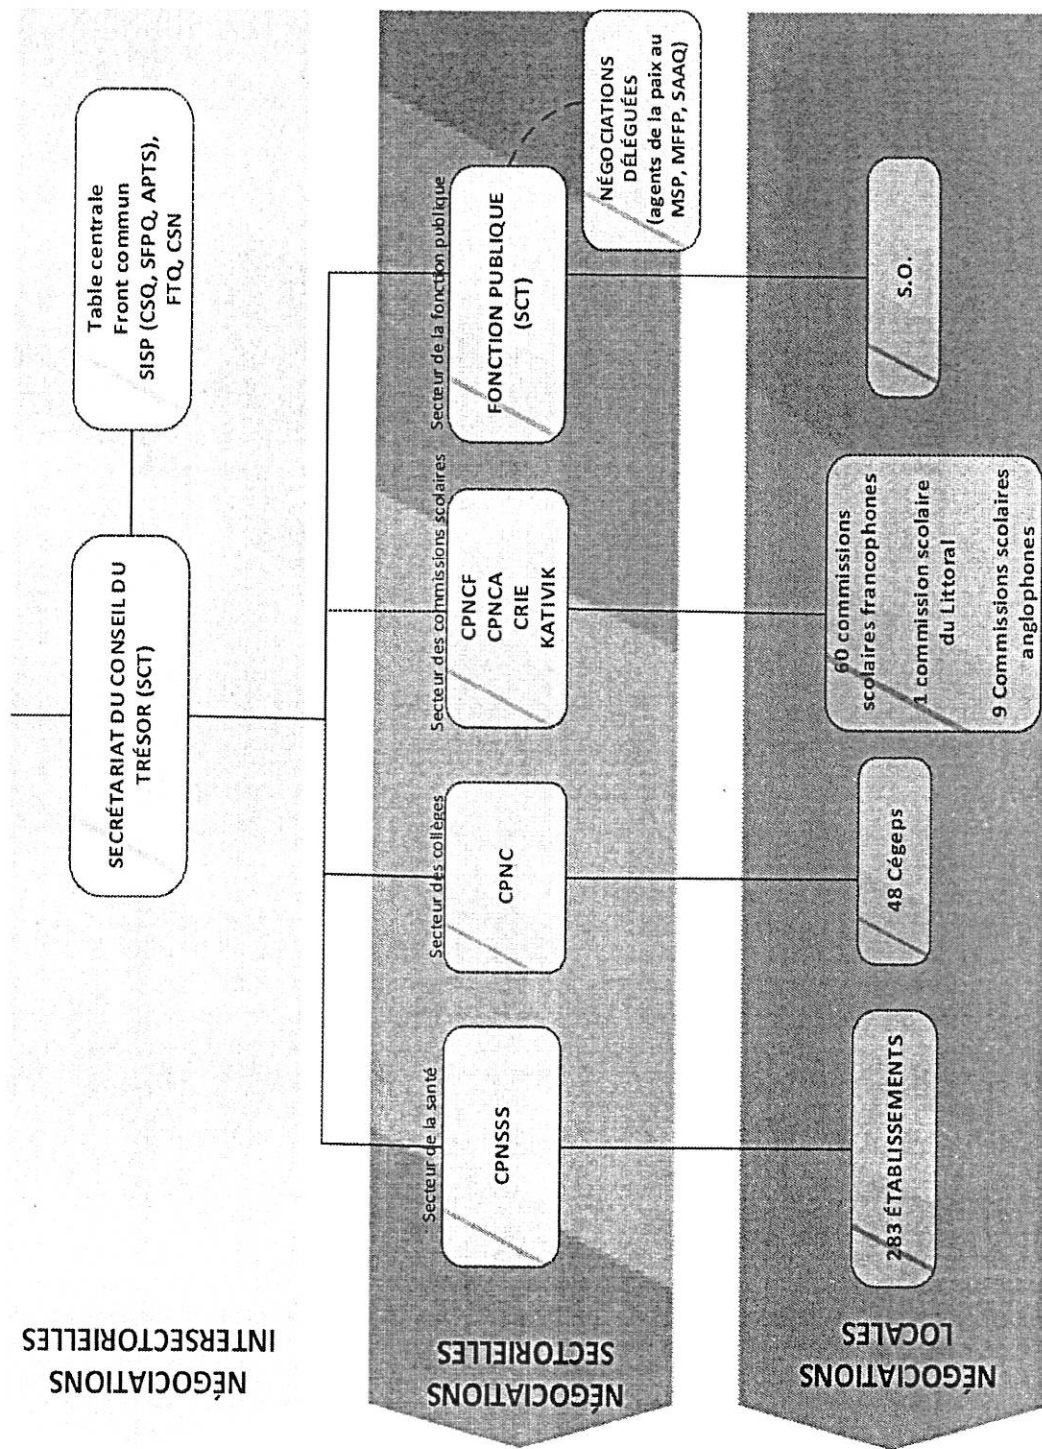 NÉGOCIATIONS
INTERSECTORIELLES
SECRÉTARIAT DU CONSEIL DU
TRÉSOR (SCT)
Table centrale
Front commun
SISP (CSQ, SFPQ, APTS),
FTQ, CSN
NÉGOCIATIONS
SECTORIELLES
Secteur de la santé
CPNSSS
Secteur des collèges
CPNC
Secteur des commissions scolaires
CPNCF
CPNCA
CRIE
KATIVIK
Secteur de la fonction publique
FONCTION PUBLIQUE
(SCT)
NÉGOCIATIONS
DÉLÉGUÉES
(agents de la paix au
MSP, MFFP, SAAQ)
NÉGOCIATIONS
LOCALES
283 ÉTABLISSEMENTS
48 Cégeps
60 commissions
scolaires francophones
1 commission scolaire
du Littoral
9 Commissions scolaires
anglophones
S.O.